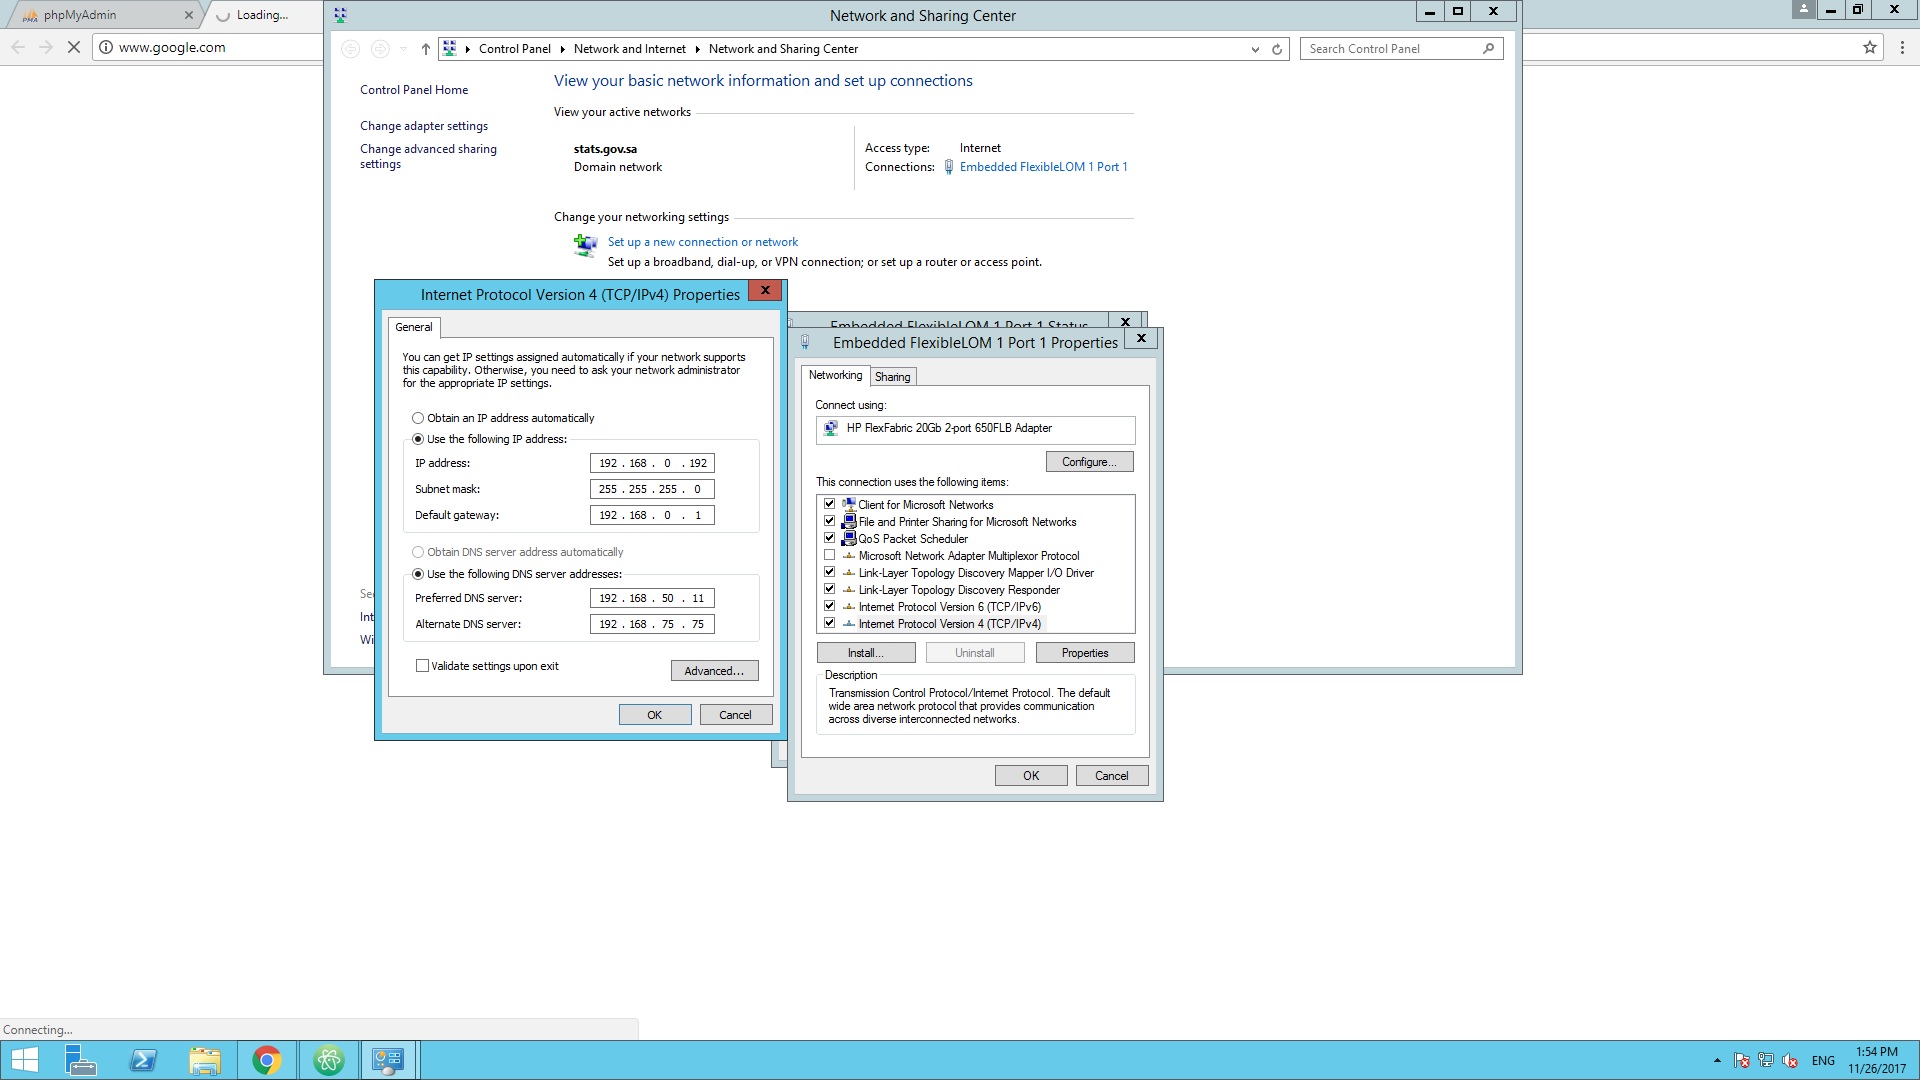 phpMyAdmin
Loading...
Network and Sharing Center
www.google.com
Control Panel
Network and Internet
Network and Sharing Center
Search Control Panel
Control Panel Home
Change adapter settings
Change advanced sharing
settings
View your basic network information and set up connections
View your active networks
stats.gov.sa
Domain network
Access type: Internet
Connections: Embedded FlexibleLOM 1 Port 1
Change your networking settings
Set up a new connection or network
Set up a broadband, dial-up, or VPN connection; or set up a router or access point.
Se
Int
Wi
Internet Protocol Version 4 (TCP/IPv4) Properties
General
You can get IP settings assigned automatically if your network supports
this capability. Otherwise, you need to ask your network administrator
for the appropriate IP settings.
Obtain an IP address automatically
Use the following IP address:
IP address: 192 . 168 . 0 . 192
Subnet mask: 255 . 255 . 255 . 0
Default gateway: 192 . 168 . 0 . 1
Obtain DNS server address automatically
Use the following DNS server addresses:
Preferred DNS server: 192 . 168 . 50 . 11
Alternate DNS server: 192 . 168 . 75 . 75
Validate settings upon exit
Advanced...
OK
Cancel
Embedded FlexibleLOM 1 Port 1 Status
Embedded FlexibleLOM 1 Port 1 Properties
Networking
Sharing
Connect using:
HP FlexFabric 20Gb 2-port 650FLB Adapter
Configure...
This connection uses the following items:
Client for Microsoft Networks
File and Printer Sharing for Microsoft Networks
QoS Packet Scheduler
Microsoft Network Adapter Multiplexor Protocol
Link-Layer Topology Discovery Mapper I/O Driver
Link-Layer Topology Discovery Responder
Internet Protocol Version 6 (TCP/IPv6)
Internet Protocol Version 4 (TCP/IPv4)
Install...
Uninstall
Properties
Description
Transmission Control Protocol/Internet Protocol. The default
wide area network protocol that provides communication
across diverse interconnected networks.
OK
Cancel
Connecting...
ENG
1:54 PM
11/26/2017